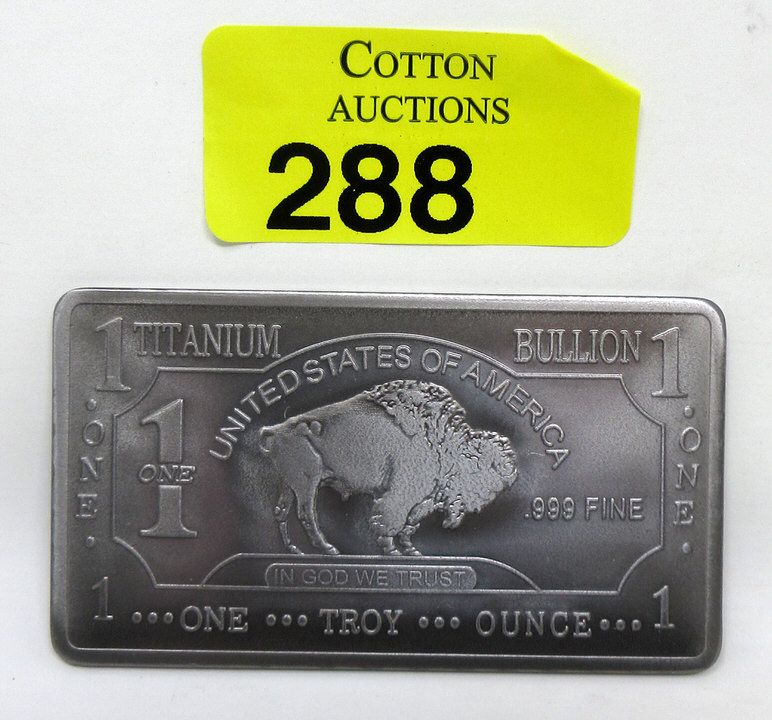 COTTON
AUCTIONS
288
1 TITANIUM BULLION 1
UNITED STATES OF AMERICA
·ONE· 1 ONE ·ONE·
.999 FINE
IN GOD WE TRUST
1 ···ONE ··· TROY ··· OUNCE··· 1